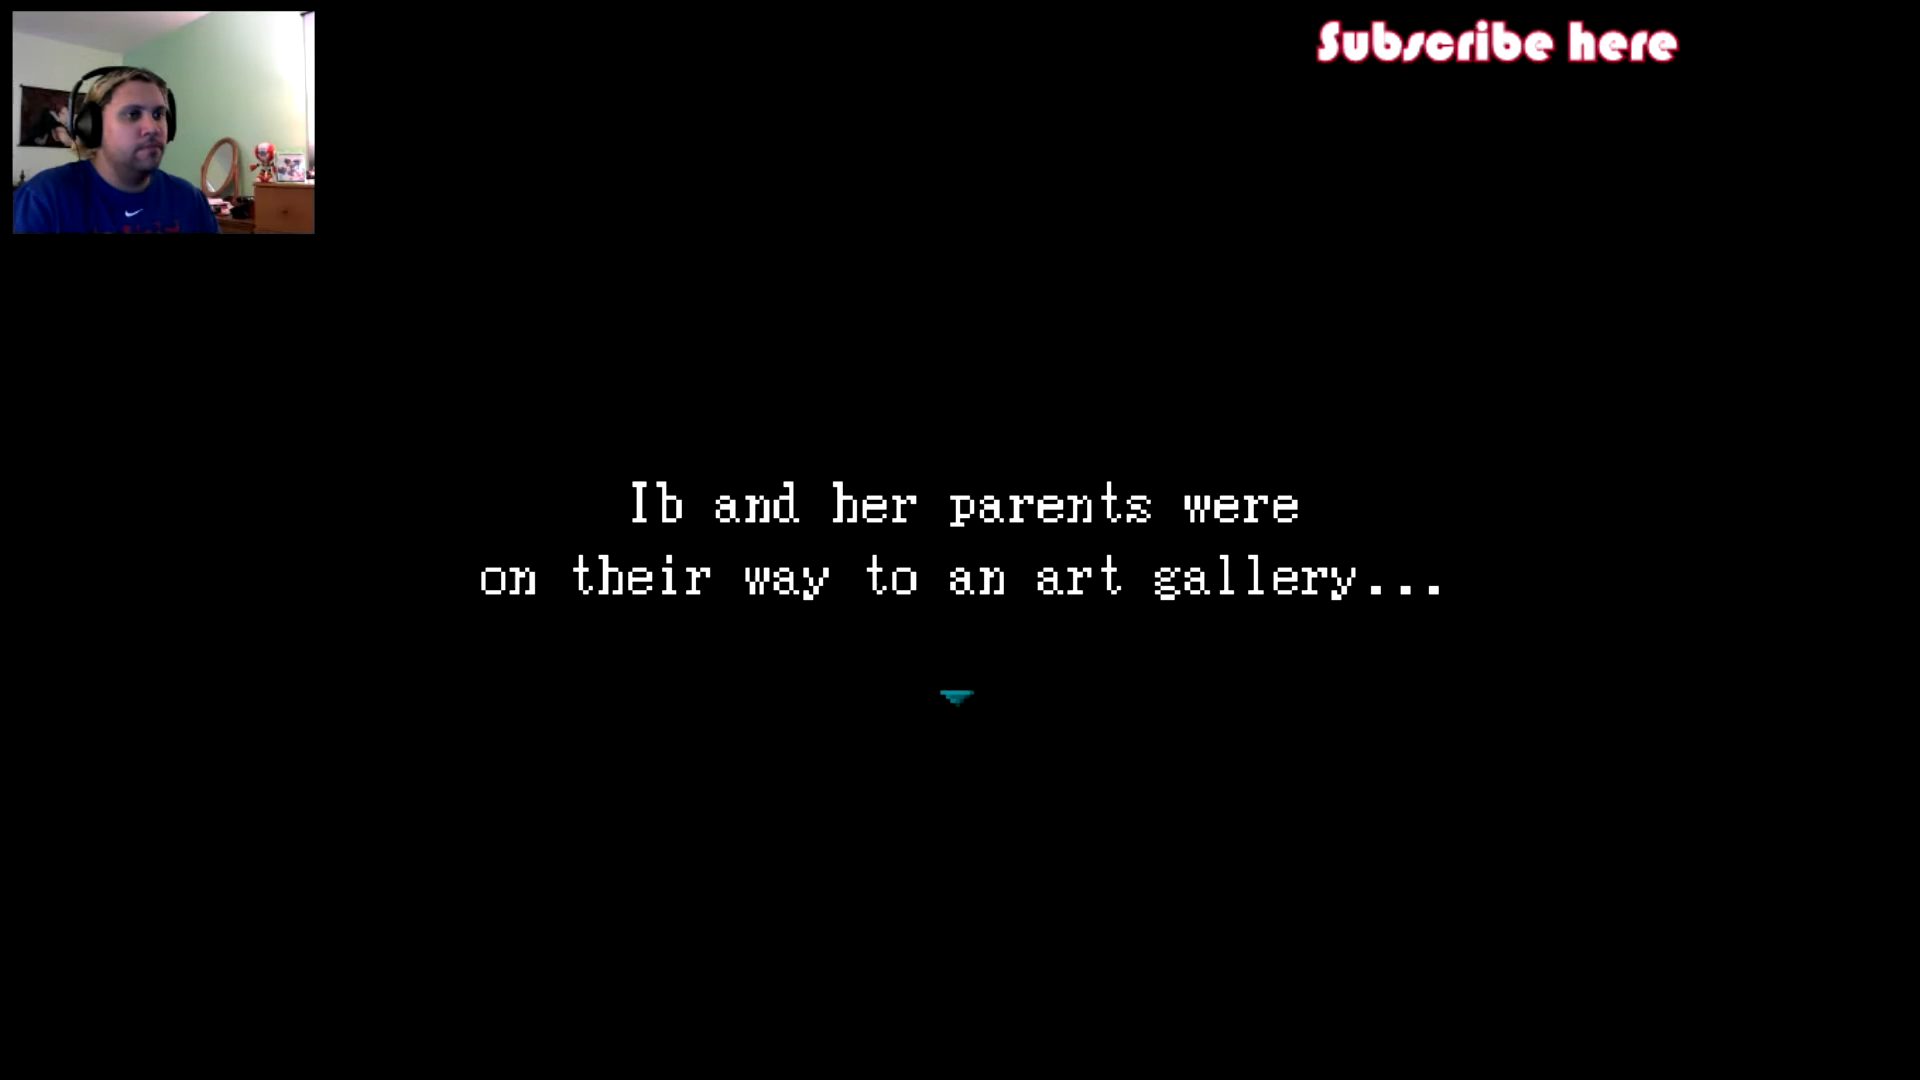 Subscribe here
Ib and her parents were
on their way to an art gallery...